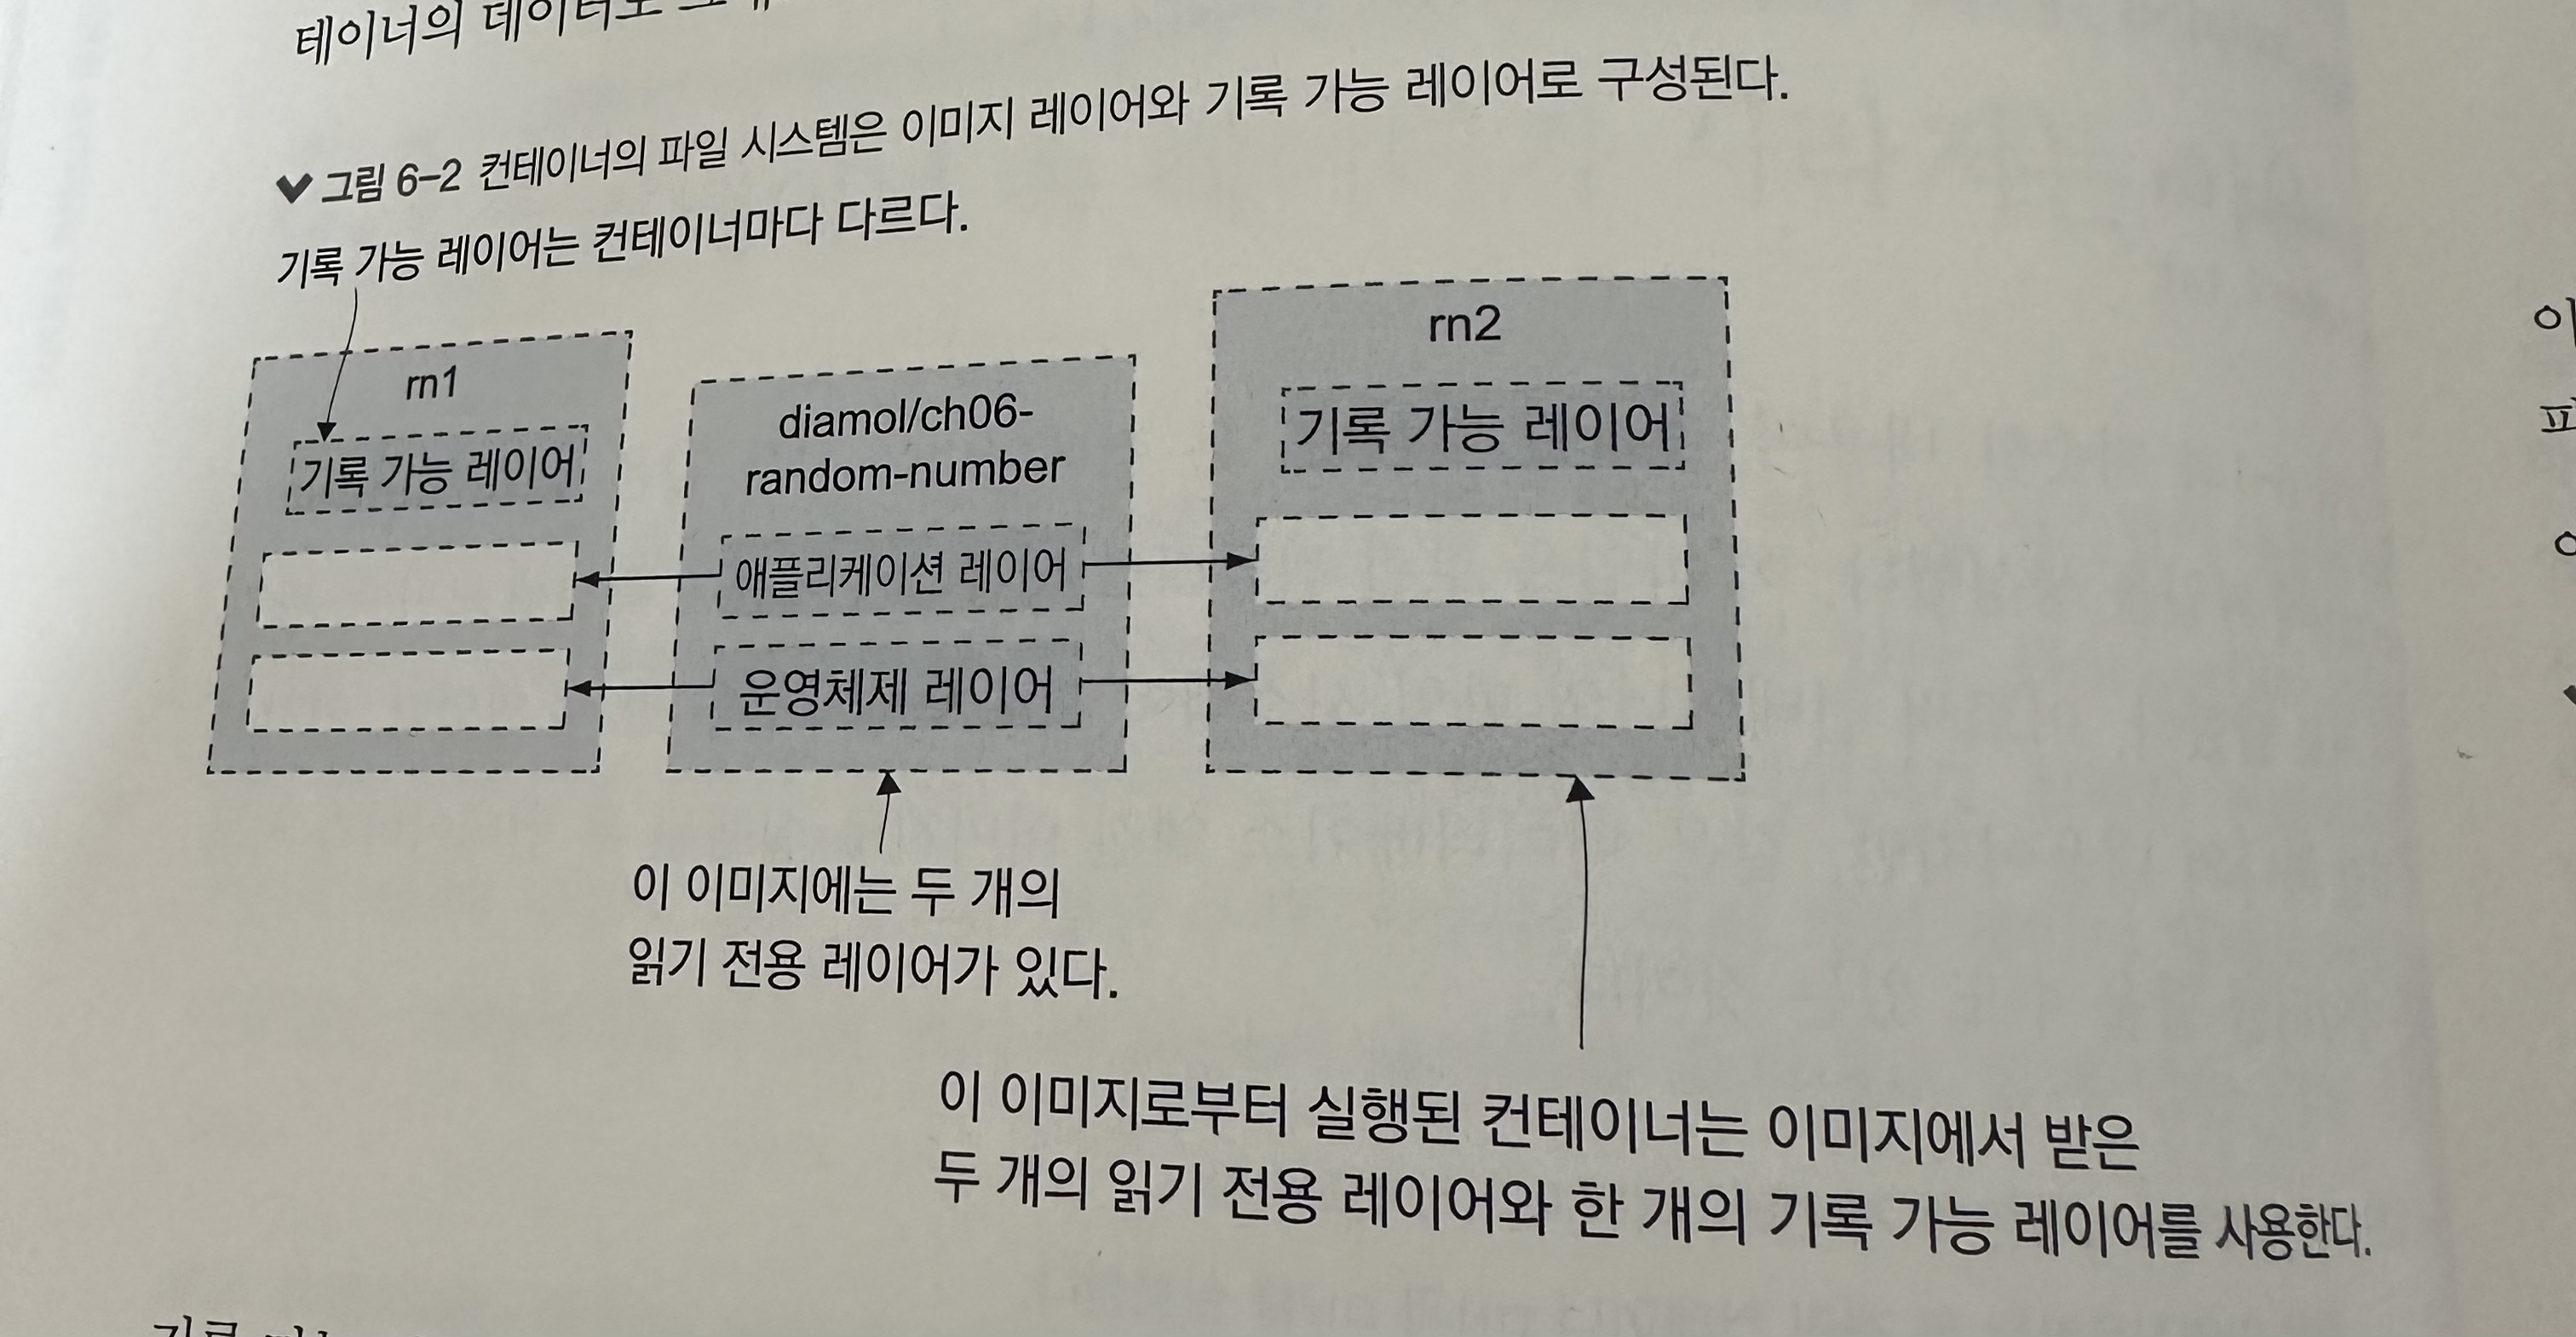 테이너의 데이터도
그림 6-2 컨테이너의 파일 시스템은 이미지 레이어와 기록 가능 레이어로 구성된다.
기록 가능 레이어는 컨테이너마다 다르다.
rn1
기록 가능 레이어
diamol/ch06-
random-number
애플리케이션 레이어
운영체제 레이어
rn2
기록 가능 레이어
이 이미지에는 두 개의
읽기 전용 레이어가 있다.
이 이미지로부터 실행된 컨테이너는 이미지에서 받은
두 개의 읽기 전용 레이어와 한 개의 기록 가능 레이어를 사용한다.